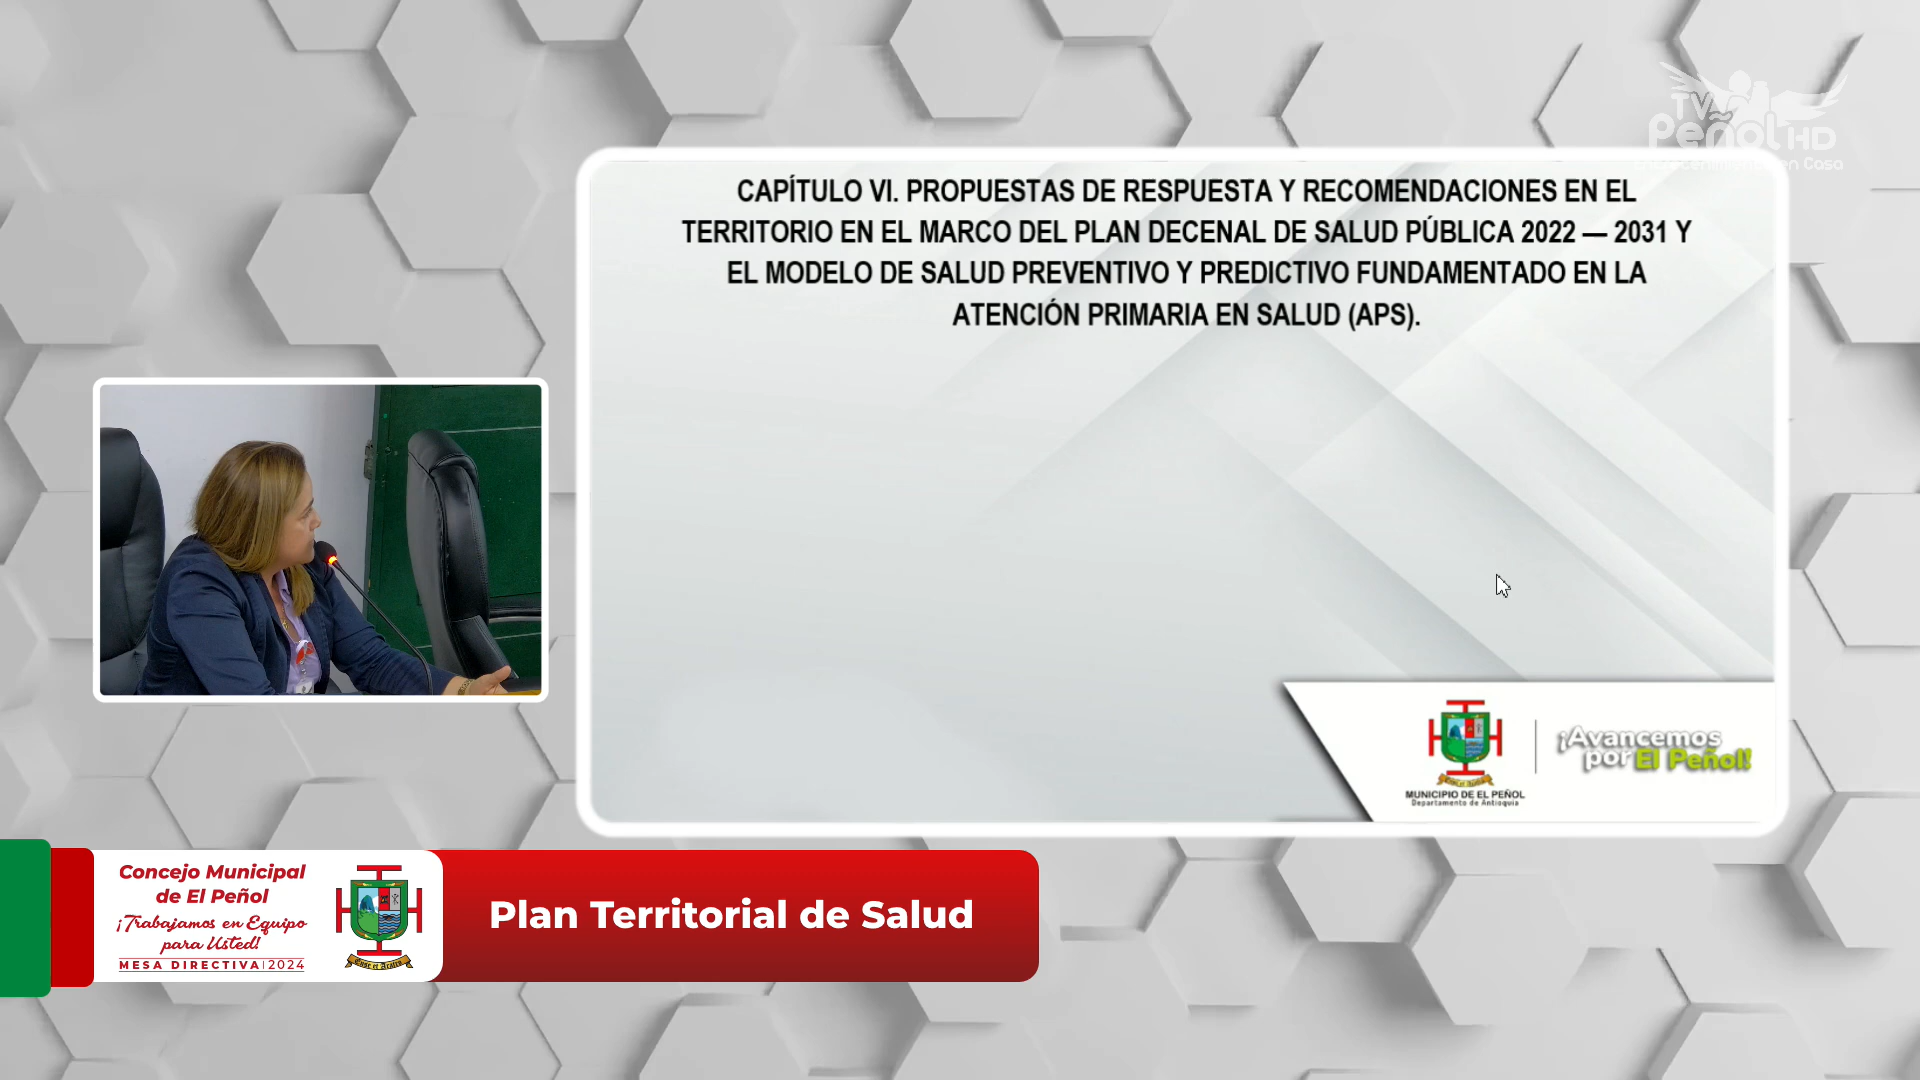 TV
Peñol HD
en Casa
CAPÍTULO VI. PROPUESTAS DE RESPUESTA Y RECOMENDACIONES EN EL
TERRITORIO EN EL MARCO DEL PLAN DECENAL DE SALUD PÚBLICA 2022 — 2031 Y
EL MODELO DE SALUD PREVENTIVO Y PREDICTIVO FUNDAMENTADO EN LA
ATENCIÓN PRIMARIA EN SALUD (APS).
MUNICIPIO DE EL PEÑOL
Departamento de Antioquia
¡Avancemos
por El Peñol!
Concejo Municipal
de El Peñol
¡Trabajamos en Equipo
para Usted!
MESA DIRECTIVA|2024
Plan Territorial de Salud